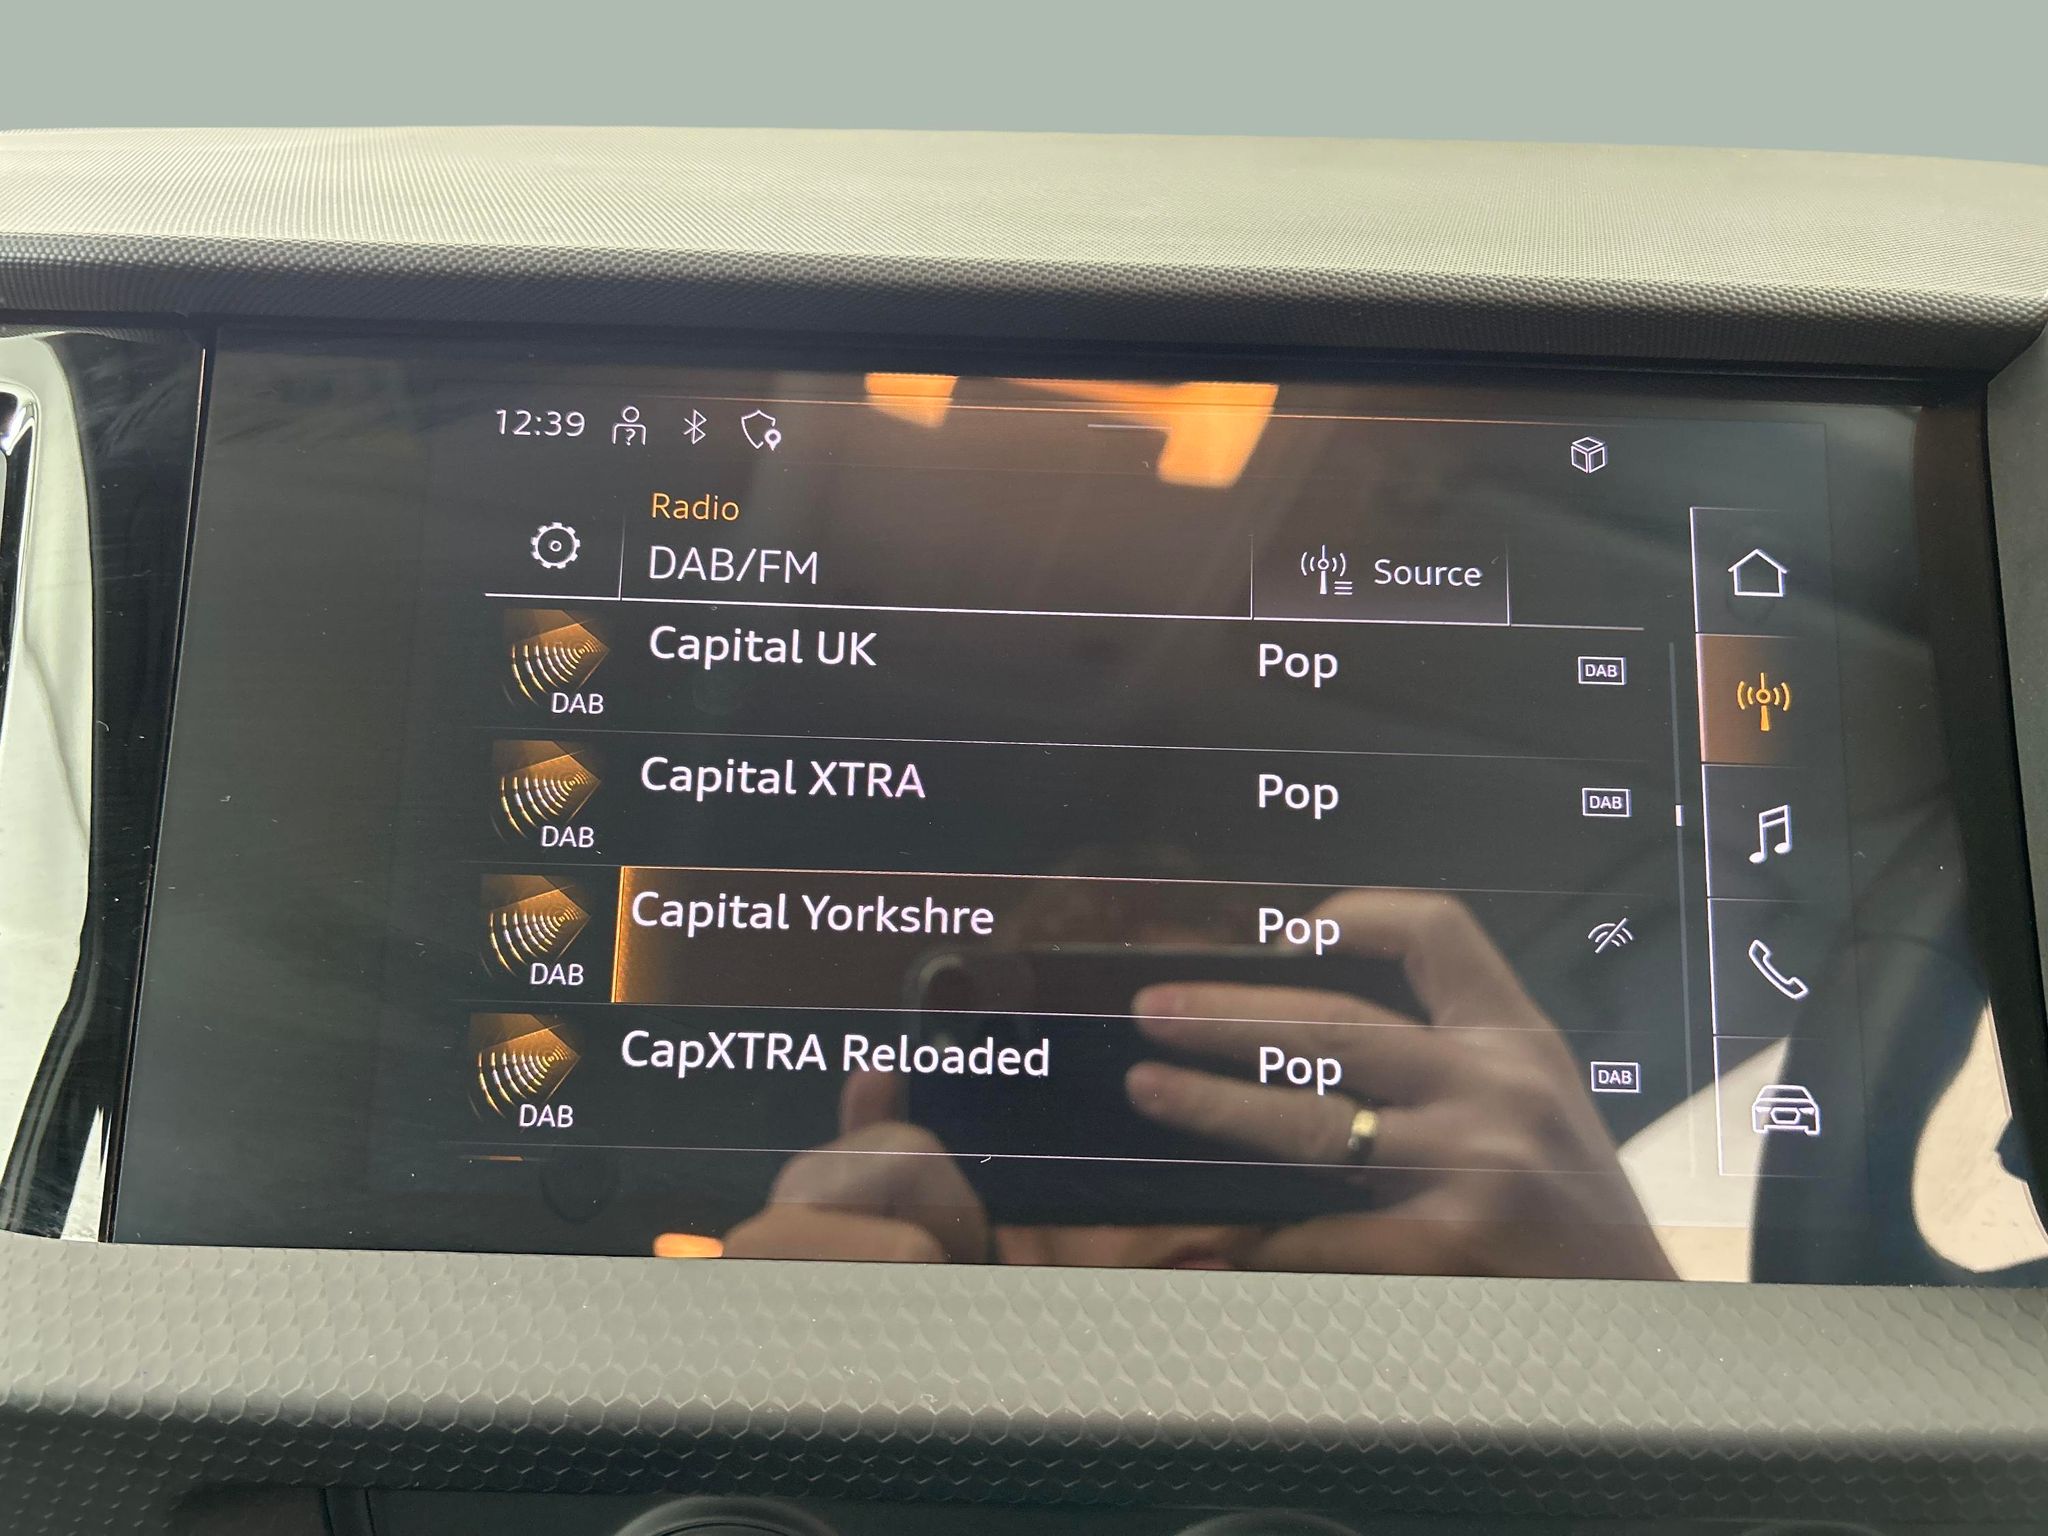 12:39
Radio
DAB/FM
Source
Capital UK Pop DAB
DAB
Capital XTRA Pop DAB
DAB
Capital Yorkshre Pop
DAB
CapXTRA Reloaded Pop DAB
DAB